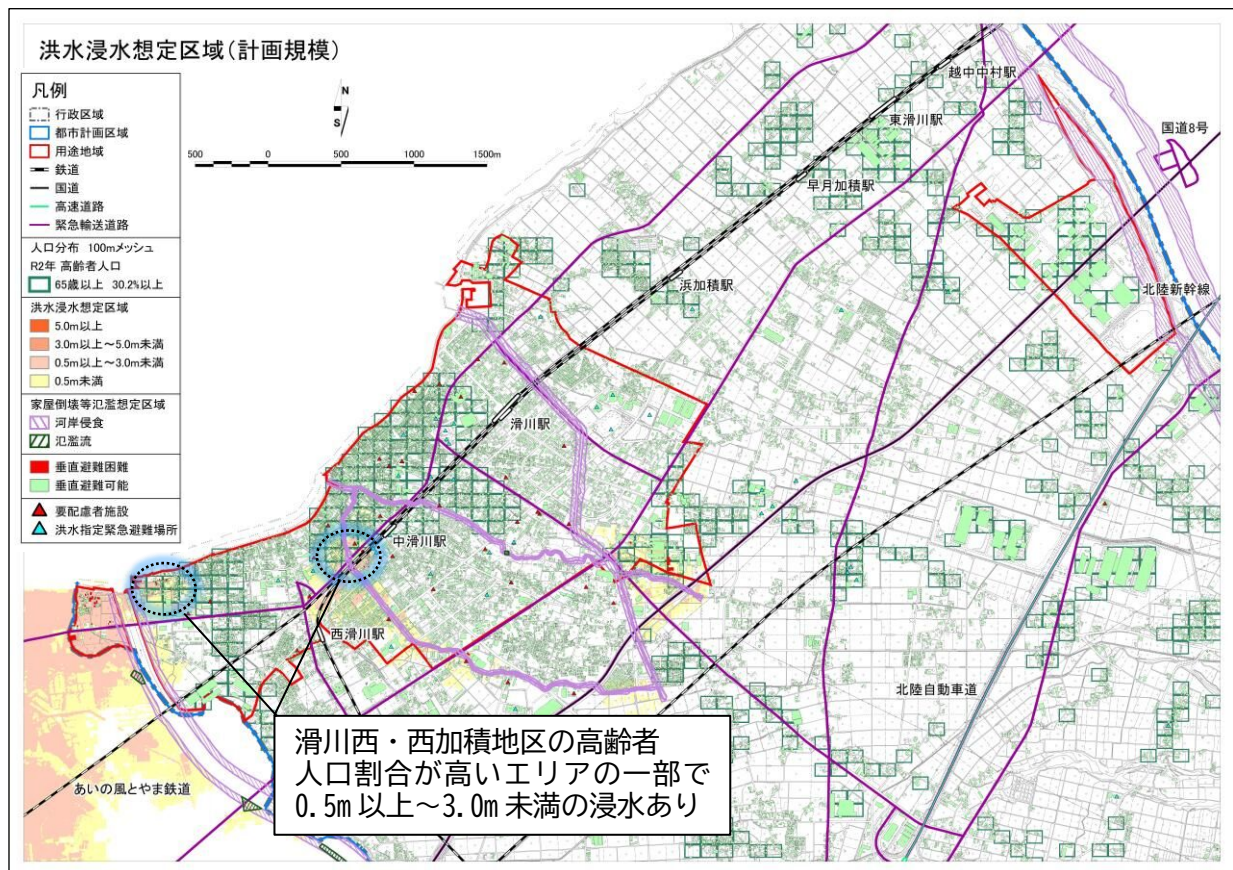 洪水浸水想定区域(計画規模)
凡例
行政区域
都市計画区域
用途地域
鉄道
国道
高速道路
緊急輸送道路
人口分布 100mメッシュ
R2年 高齢者人口
65歳以上 30.2%以上
洪水浸水想定区域
5.0m以上
3.0m以上～5.0m未満
0.5m以上～3.0m未満
0.5m未満
家屋倒壊等氾濫想定区域
河岸侵食
氾濫流
垂直避難困難
垂直避難可能
要配慮者施設
洪水指定緊急避難場所
N
S
500 0 500 1000 1500m
越中中村駅
東滑川駅
国道8号
早月加積駅
浜加積駅
北陸新幹線
滑川駅
中滑川駅
西滑川駅
北陸自動車道
あいの風とやま鉄道
滑川西・西加積地区の高齢者
人口割合が高いエリアの一部で
0.5m以上～3.0m未満の浸水あり